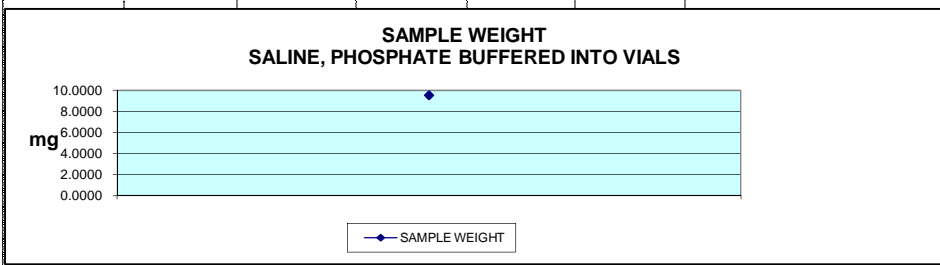 SAMPLE WEIGHT
SALINE, PHOSPHATE BUFFERED INTO VIALS
10.0000
8.0000
mg
6.0000
4.0000
2.0000
0.0000
SAMPLE WEIGHT